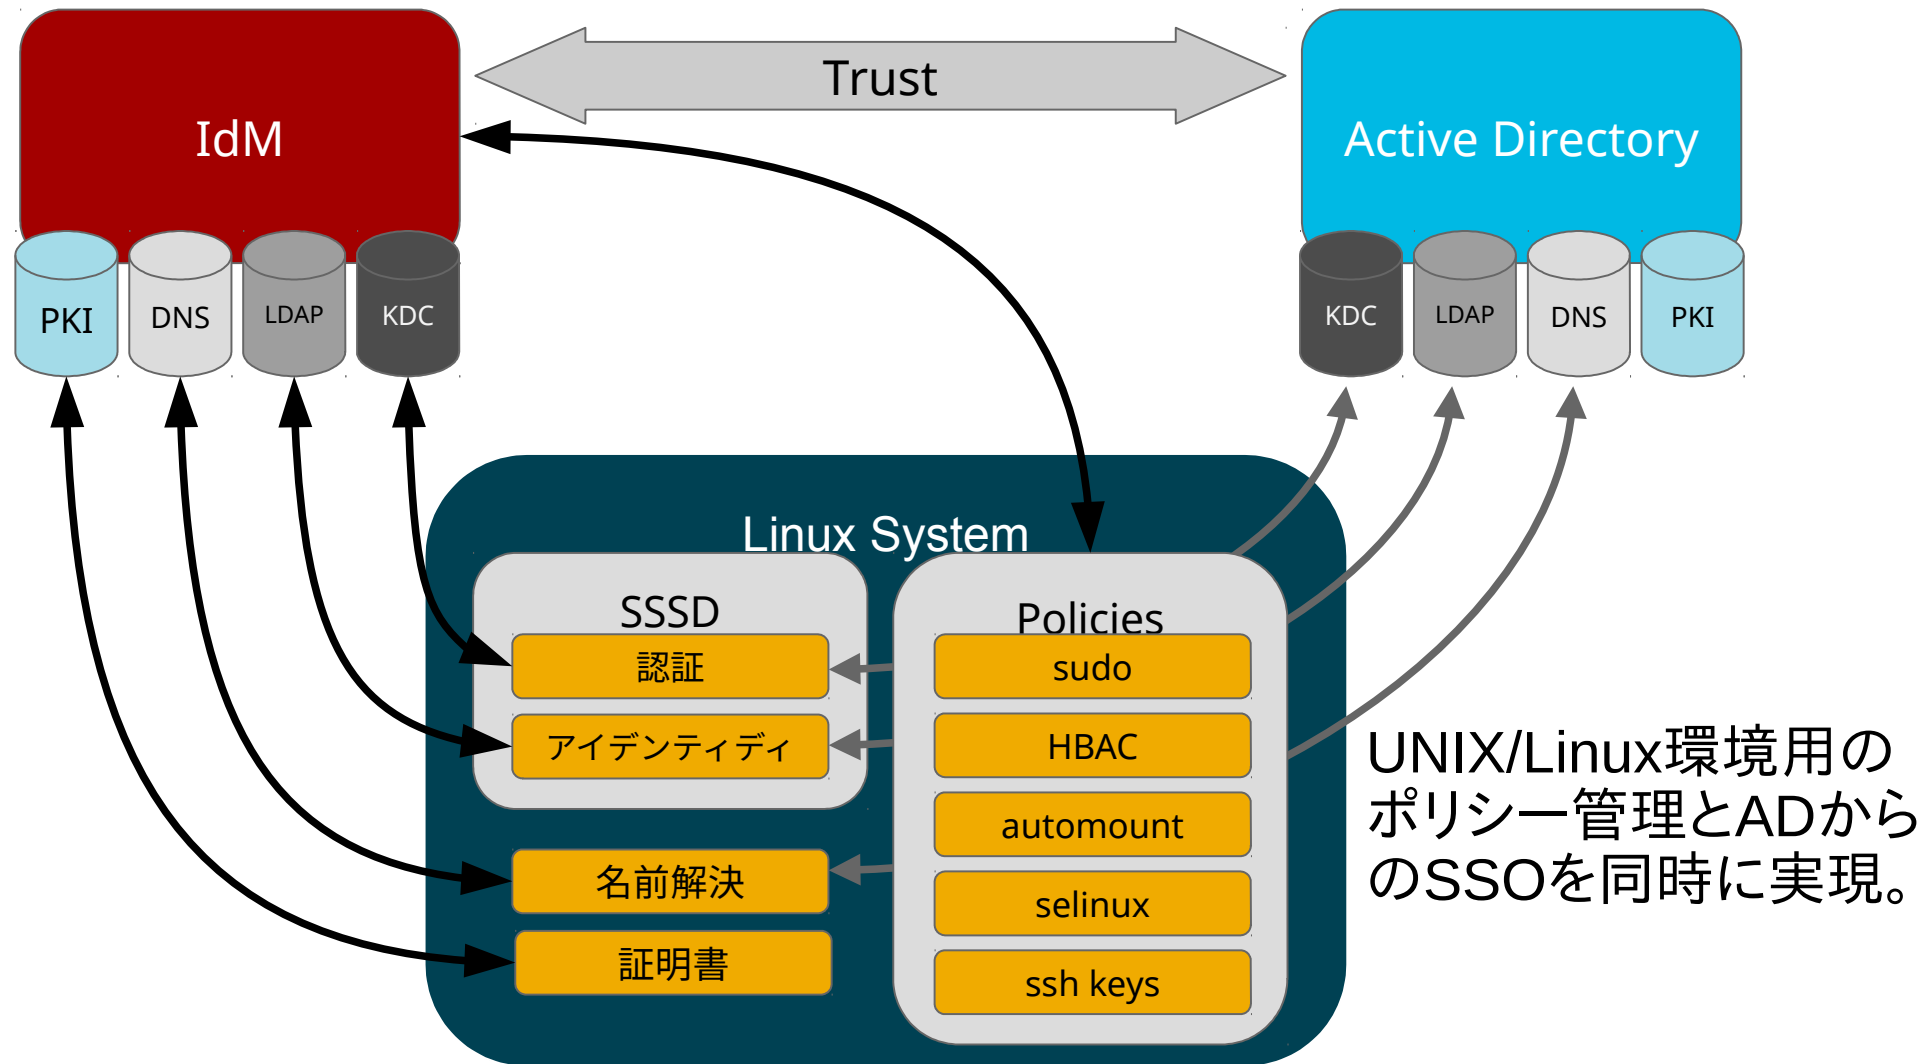 Trust
IdM
Active Directory
PKI
DNS
LDAP
KDC
KDC
LDAP
DNS
PKI
Linux System
SSSD
認証
アイデンティディ
名前解決
証明書
Policies
sudo
HBAC
automount
selinux
ssh keys
UNIX/Linux環境用の
ポリシー管理とADから
のSSOを同時に実現。